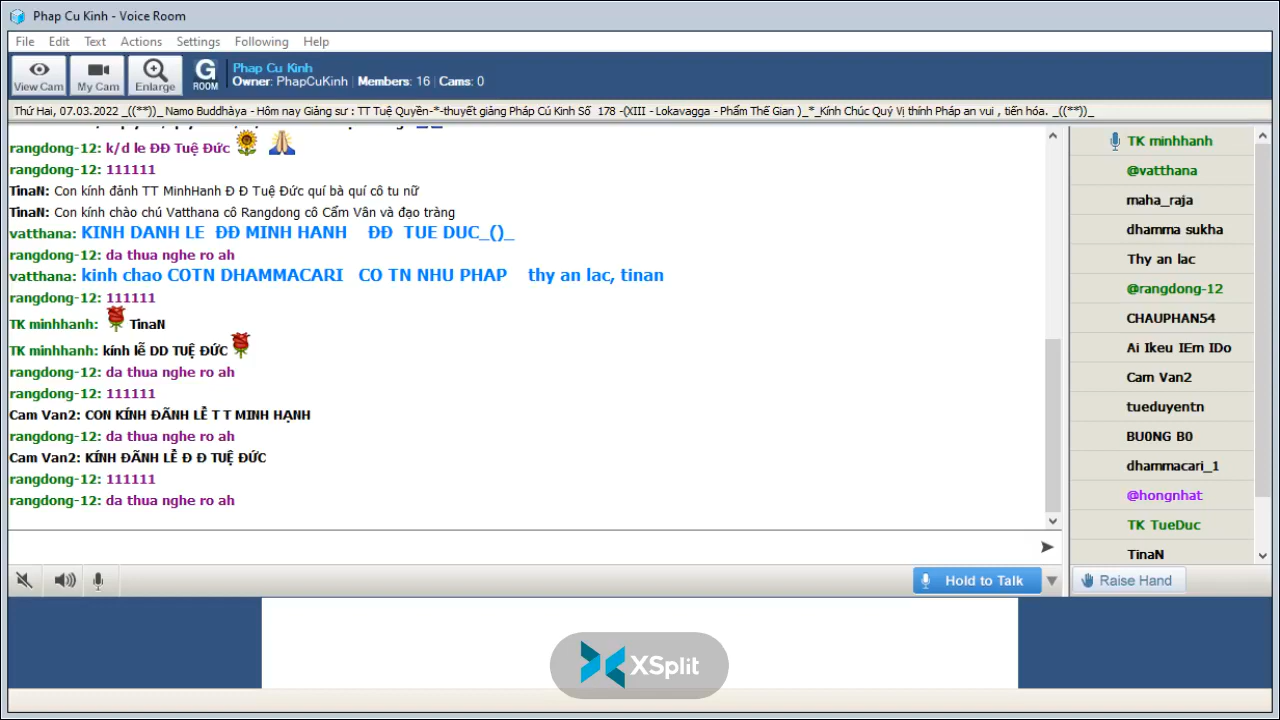 Phap Cu Kinh - Voice Room
File Edit Text Actions Settings Following Help
View Cam My Cam Enlarge G ROOM Phap Cu Kinh
Owner: PhapCuKinh | Members: 16 | Cams: 0
Thứ Hai, 07.03.2022 _((**))_ Namo Buddhàya - Hôm nay Giảng sư : TT Tuệ Quyền-*-thuyết giảng Pháp Cú Kinh Số 178 -(XIII - Lokavagga - Phẩm Thế Gian )_*_Kính Chúc Quý Vị thính Pháp an vui , tiến hóa. _((**)_
rangdong-12: k/d le ĐĐ Tuệ Đức
rangdong-12: 111111
TinaN: Con kính đảnh TT MinhHanh Đ Đ Tuệ Đức quí bà quí cô tu nữ
TinaN: Con kính chào chú Vatthana cô Rangdong cô Cẩm Vân và đạo tràng
vatthana: KINH DANH LE ĐĐ MINH HANH ĐĐ TUE DUC_()_
rangdong-12: da thua nghe ro ah
vatthana: kinh chao COTN DHAMMACARI CO TN NHU PHAP thy an lac, tinan
rangdong-12: 111111
TK minhhanh: TinaN
TK minhhanh: kính lễ DD TUỆ ĐỨC
rangdong-12: da thua nghe ro ah
rangdong-12: 111111
Cam Van2: CON KÍNH ĐÃNH LỄ T T MINH HẠNH
rangdong-12: da thua nghe ro ah
Cam Van2: KÍNH ĐÃNH LỄ Đ Đ TUỆ ĐỨC
rangdong-12: 111111
rangdong-12: da thua nghe ro ah
TK minhhanh
@vatthana
maha_raja
dhamma sukha
Thy an lac
@rangdong-12
CHAUPHAN54
Ai Ikeu IEm IDo
Cam Van2
tueduyentn
BU0NG B0
dhammacari_1
@hongnhat
TK TueDuc
TinaN
Hold to Talk
Raise Hand
XSplit